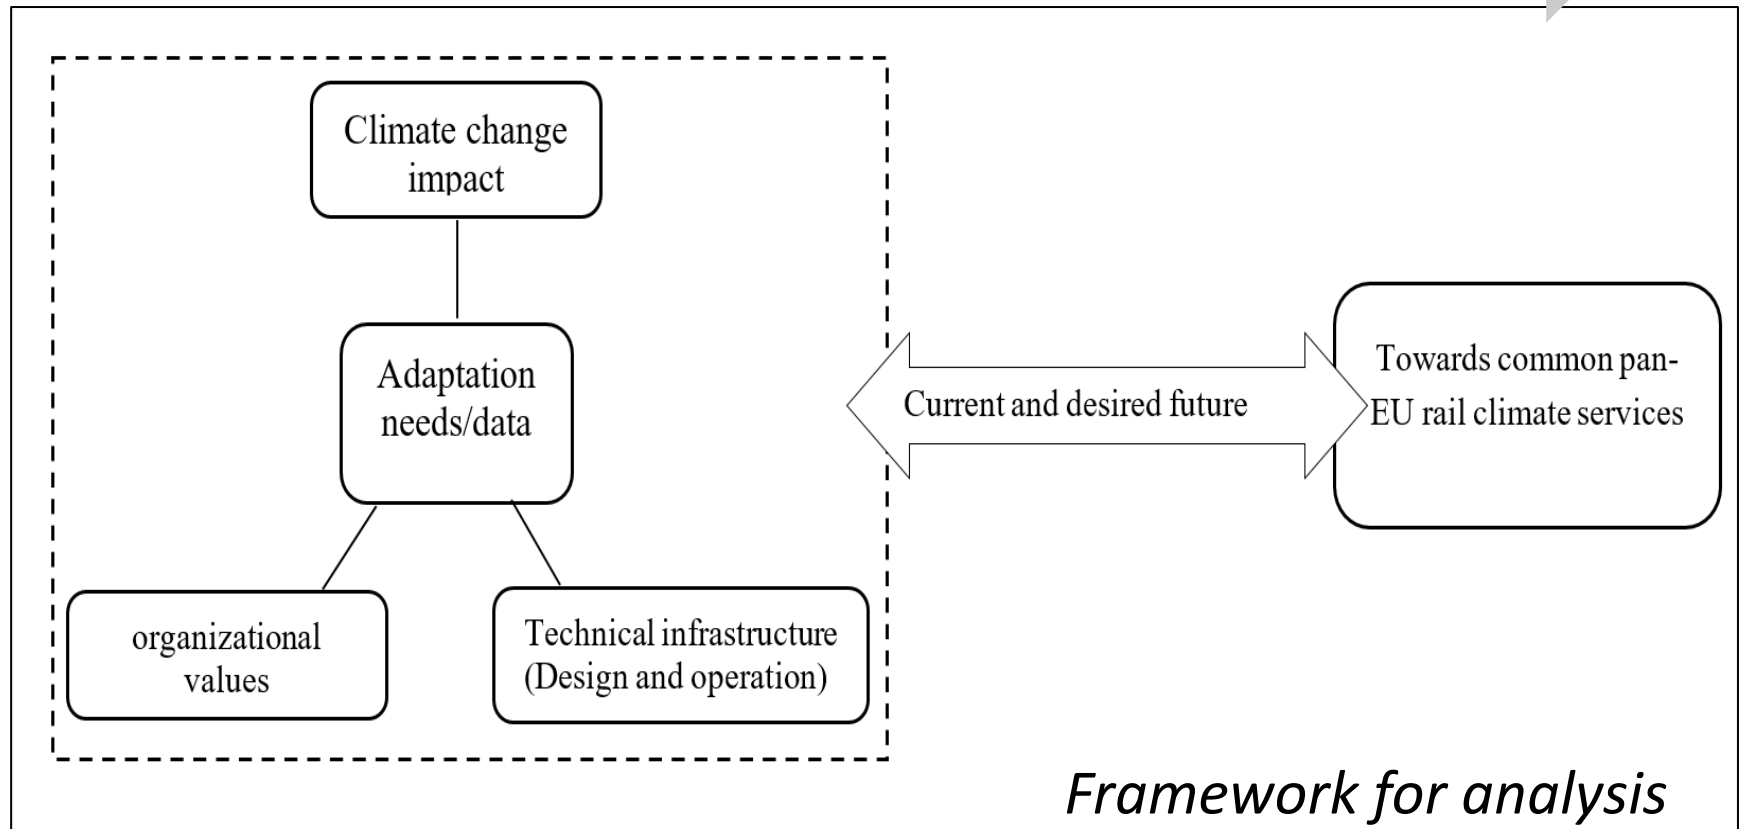 Climate change
impact
Adaptation
needs/data
organizational
values
Technical infrastructure
(Design and operation)
Current and desired future
Towards common pan-
EU rail climate services
Framework for analysis